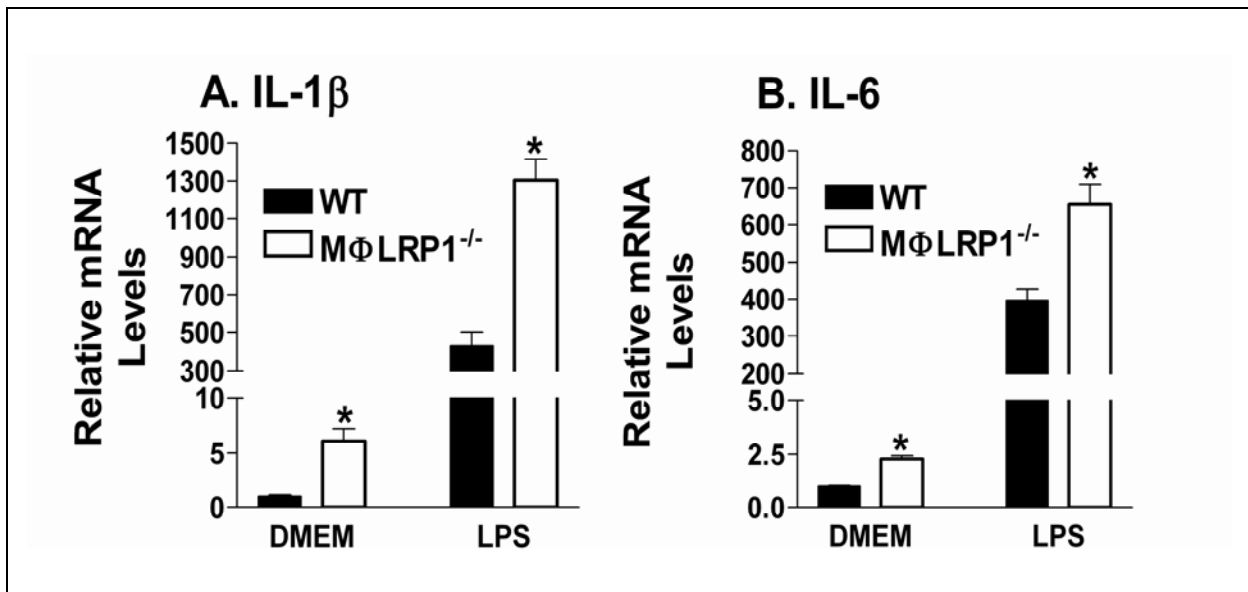 A. IL-1β
Relative mRNA
Levels
1500
1300
1100
900
700
500
300
10
5
0
WT
MΦLRP1-/-
*
*
DMEM
LPS
B. IL-6
Relative mRNA
Levels
800
700
600
500
400
300
200
5.0
2.5
0.0
WT
MΦLRP1-/-
*
*
DMEM
LPS